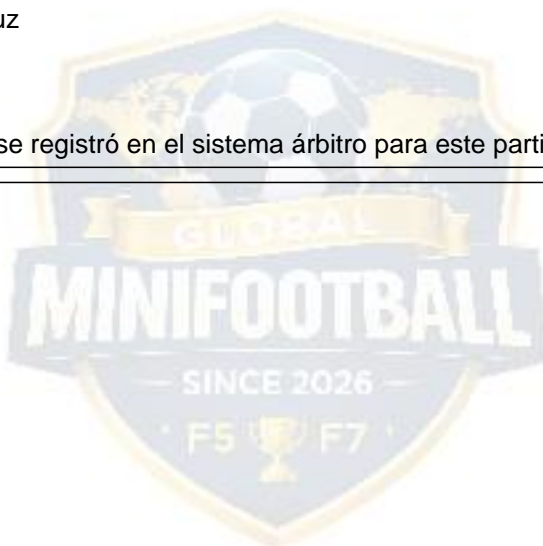 uz
se registró en el sistema árbitro para este parti
GLOBAL
MINIFOOTBALL
SINCE 2026
F5 F7